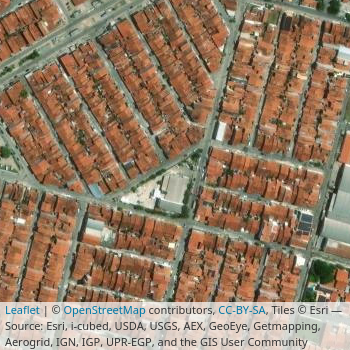 Leaflet | © OpenStreetMap contributors, CC-BY-SA, Tiles © Esri —
Source: Esri, i-cubed, USDA, USGS, AEX, GeoEye, Getmapping,
Aerogrid, IGN, IGP, UPR-EGP, and the GIS User Community